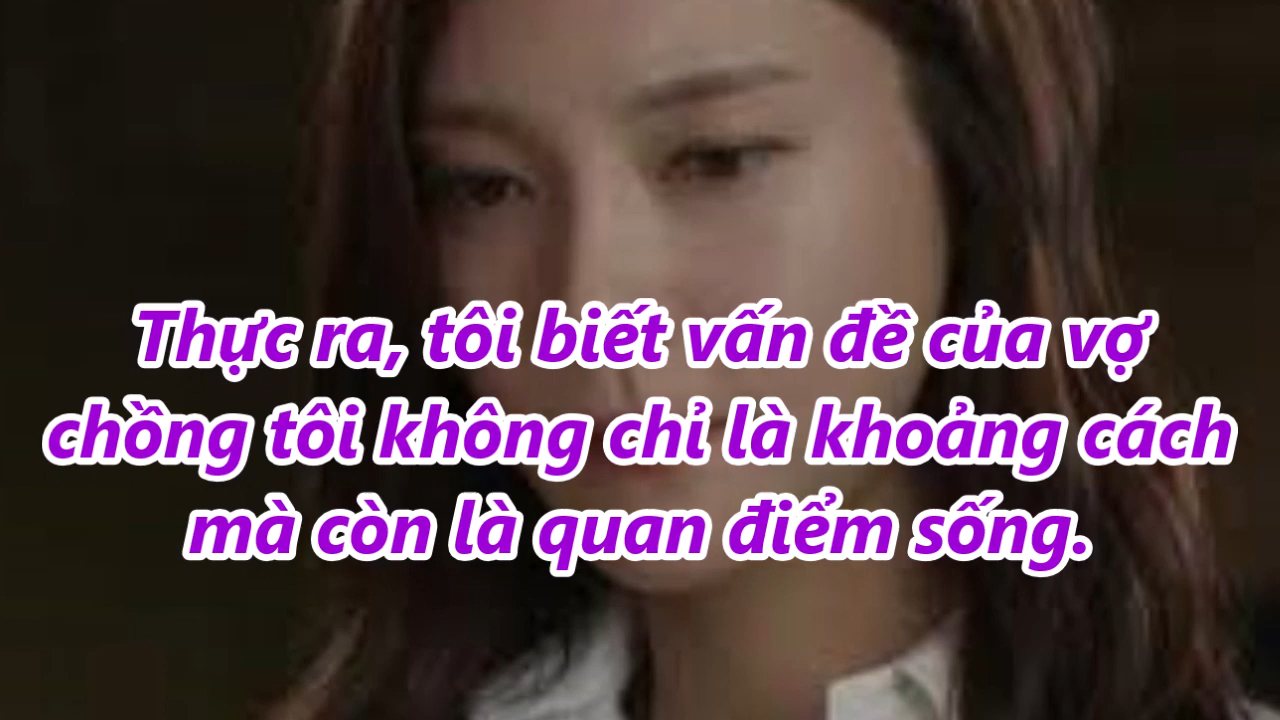 Thực ra, tôi biết vấn đề của vợ
chồng tôi không chỉ là khoảng cách
mà còn là quan điểm sống.